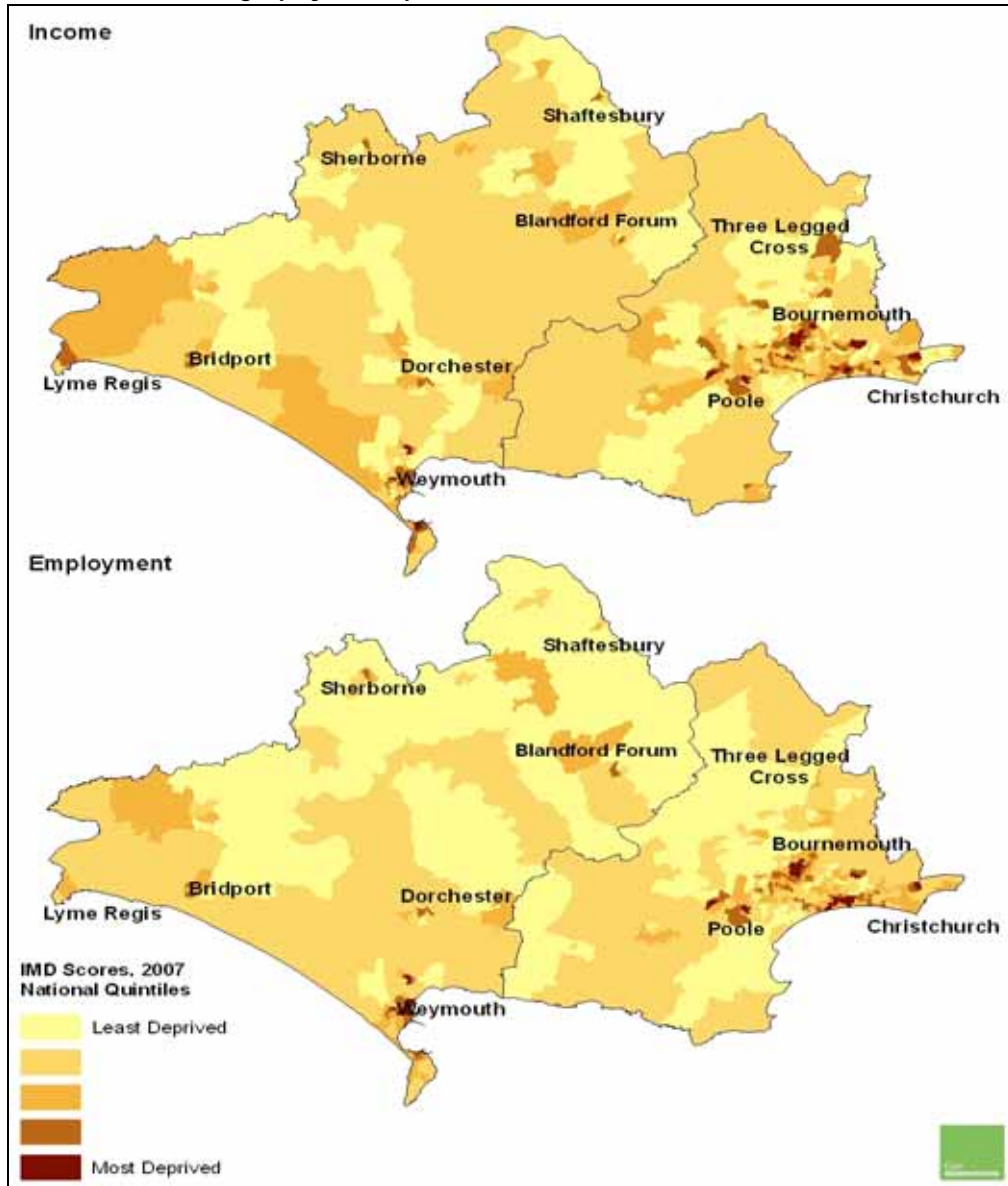 Income
Shaftesbury
Sherborne
Blandford Forum
Three Legged
Cross
Bournemouth
Bridport
Dorchester
Lyme Regis
Poole
Christchurch
Weymouth
Employment
Shaftesbury
Sherborne
Blandford Forum
Three Legged
Cross
Bournemouth
Bridport
Dorchester
Lyme Regis
Poole
Christchurch
IMD Scores, 2007
National Quintiles
Weymouth
Least Deprived
Most Deprived